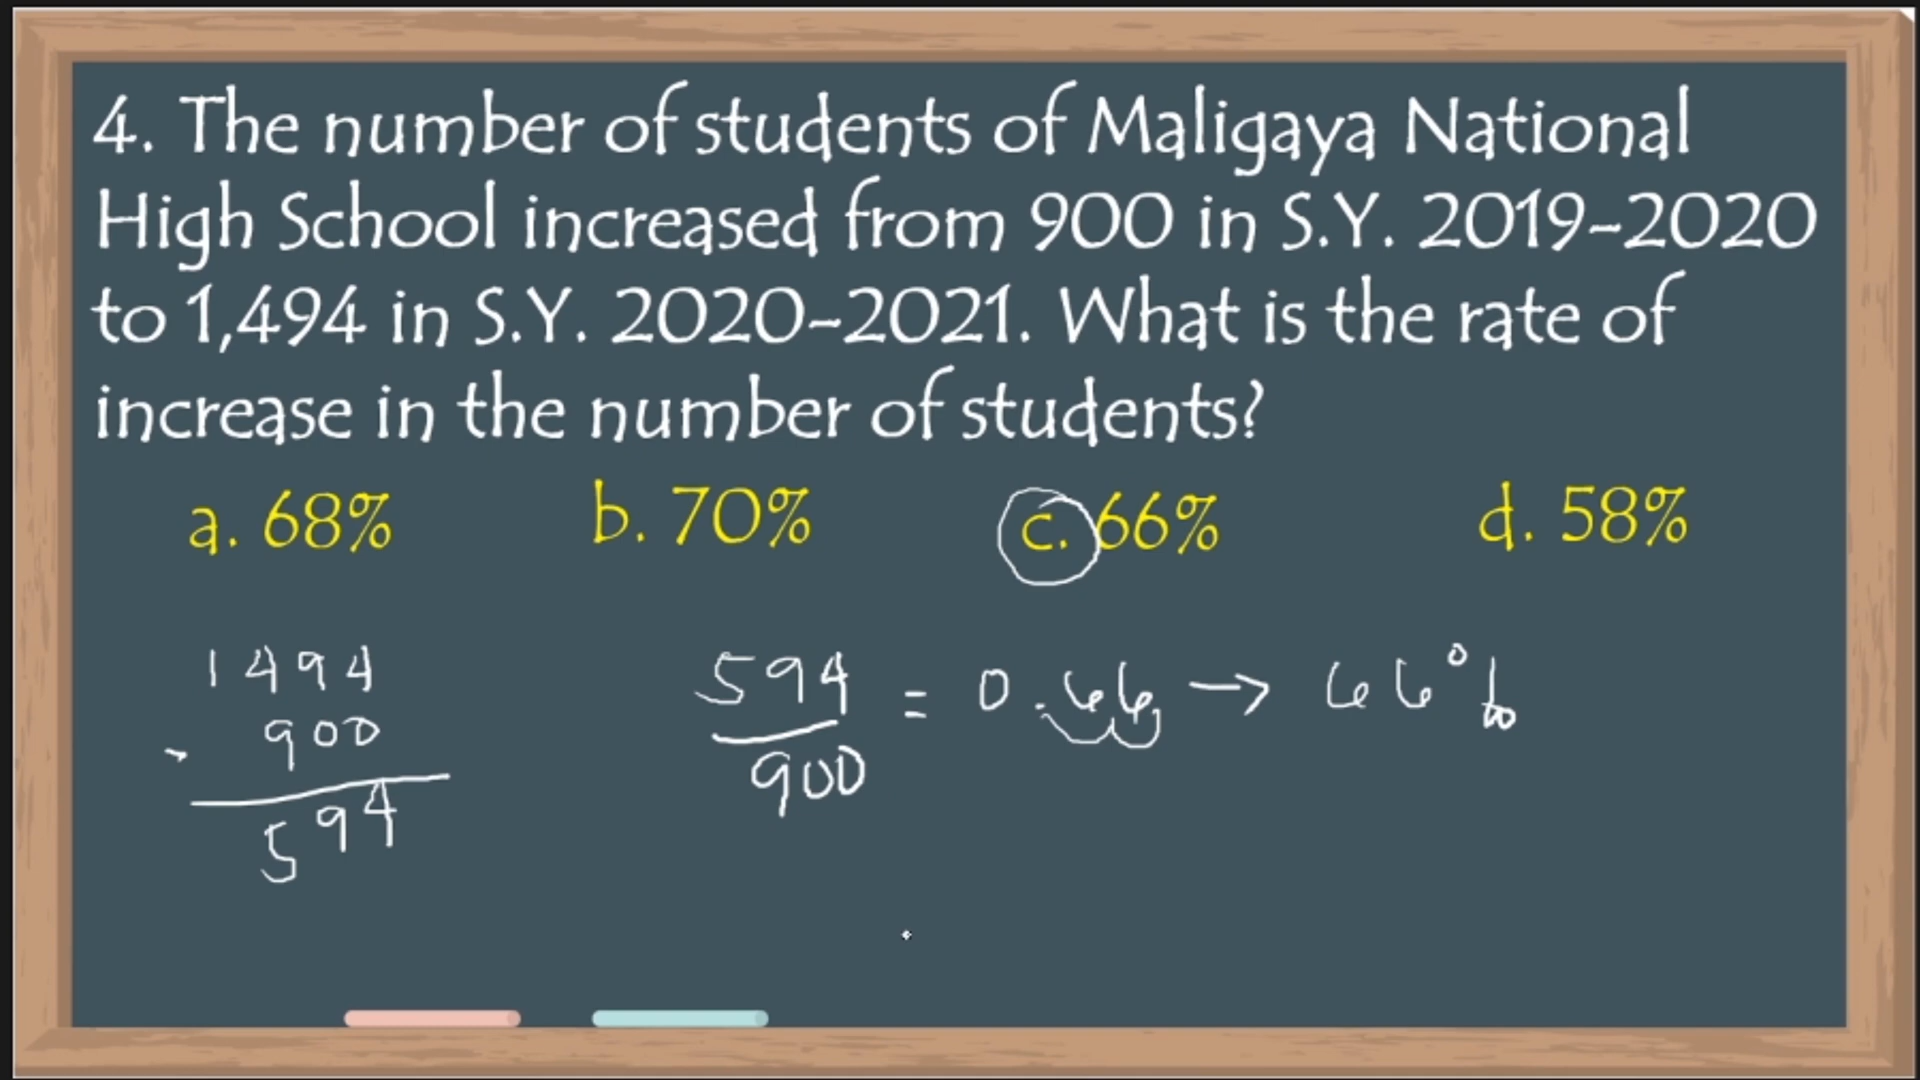 4. The number of students of Maligaya National
High School increased from 900 in S.Y. 2019-2020
to 1,494 in S.Y. 2020-2021. What is the rate of
increase in the number of students?
a. 68% b. 70% c. 66% d. 58%
1494
- 900
594
594
900
= 0.66 → 66%